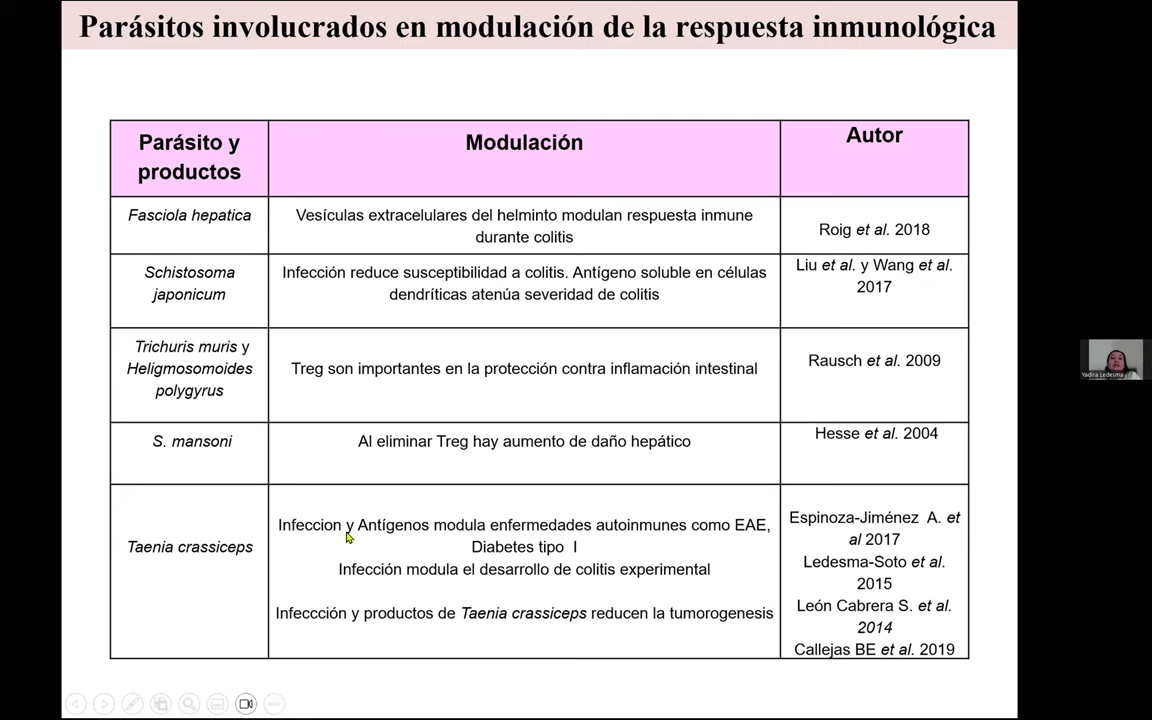 Parásitos involucrados en modulación de la respuesta inmunológica
Parásito y
productos
Modulación
Autor
Fasciola hepatica
Vesículas extracelulares del helminto modulan respuesta inmune
durante colitis
Roig et al. 2018
Schistosoma
japonicum
Infección reduce susceptibilidad a colitis. Antígeno soluble en células
dendríticas atenúa severidad de colitis
Liu et al. y Wang et al.
2017
Trichuris muris y
Heligmosomoides
polygyrus
Treg son importantes en la protección contra inflamación intestinal
Rausch et al. 2009
S. mansoni
Al eliminar Treg hay aumento de daño hepático
Hesse et al. 2004
Taenia crassiceps
Infeccion y Antígenos modula enfermedades autoinmunes como EAE,
Diabetes tipo I
Infección modula el desarrollo de colitis experimental
Infeccción y productos de Taenia crassiceps reducen la tumorogenesis
Espinoza-Jiménez A. et
al 2017
Ledesma-Soto et al.
2015
León Cabrera S. et al.
2014
Callejas BE et al. 2019
Yadira Ledesma